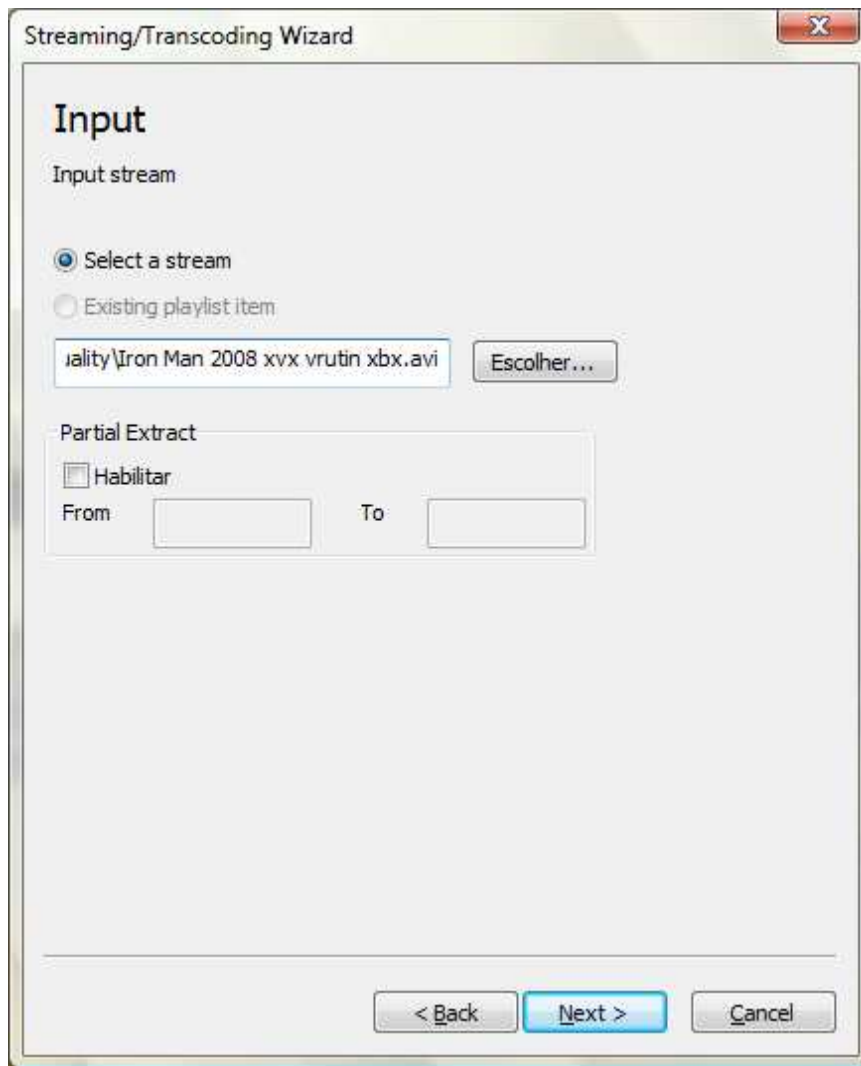 Streaming/Transcoding Wizard
Input
Input stream
Select a stream
Existing playlist item
ıality\Iron Man 2008 xvx vrutin xbx.avi
Escolher...
Partial Extract
Habilitar
From
To
< Back
Next >
Cancel